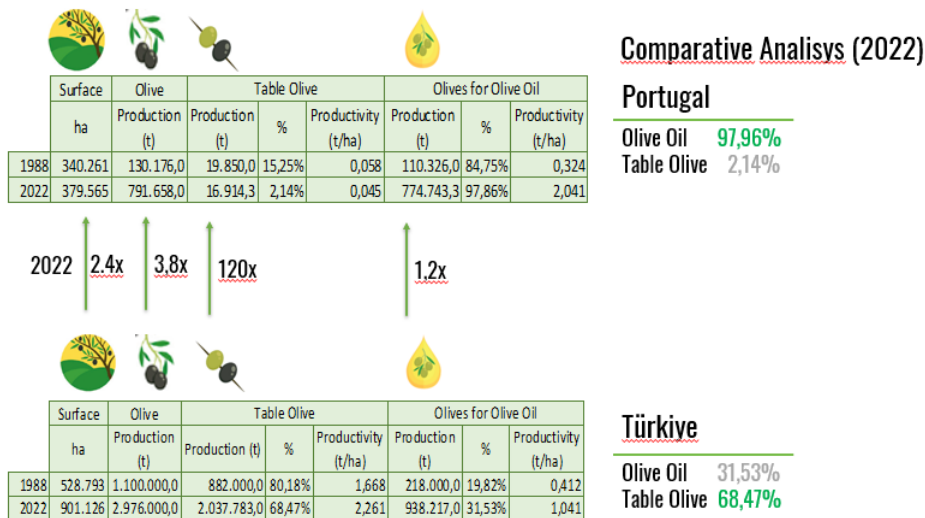 Comparative Analisys (2022)
Portugal
Olive Oil 97,96%
Table Olive 2,14%
Surface Olive Table Olive Olives for Olive Oil
ha Production (t) Production (t) % Productivity (t/ha) Production (t) % Productivity (t/ha)
1988 340.261 130.176,0 19.850,0 15,25% 0,058 110.326,0 84,75% 0,324
2022 379.565 791.658,0 16.914,3 2,14% 0,045 774.743,3 97,86% 2,041
2022 2.4x 3,8x 120x 1,2x
Surface Olive Table Olive Olives for Olive Oil
ha Production (t) Production (t) % Productivity (t/ha) Production (t) % Productivity (t/ha)
1988 528.793 1.100.000,0 882.000,0 80,18% 1,668 218.000,0 19,82% 0,412
2022 901.126 2.976.000,0 2.037.783,0 68,47% 2,261 938.217,0 31,53% 1,041
Türkiye
Olive Oil 31,53%
Table Olive 68,47%